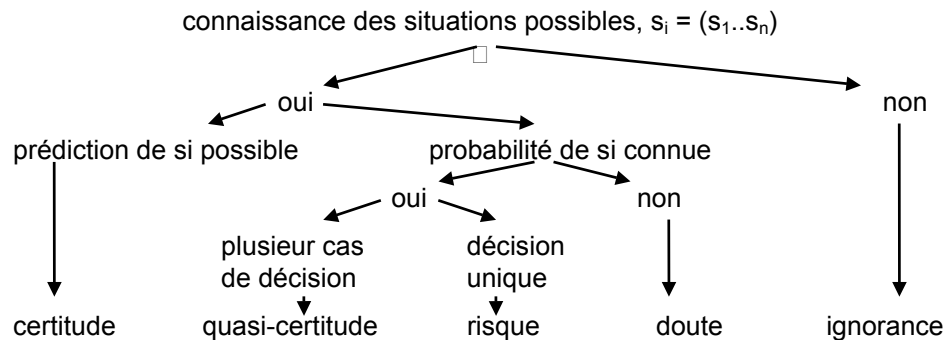 connaissance des situations possibles, sᵢ = (s₁..sₙ)
oui non
prédiction de si possible probabilité de si connue
oui non
plusieur cas décision
de décision unique
certitude quasi-certitude risque doute ignorance